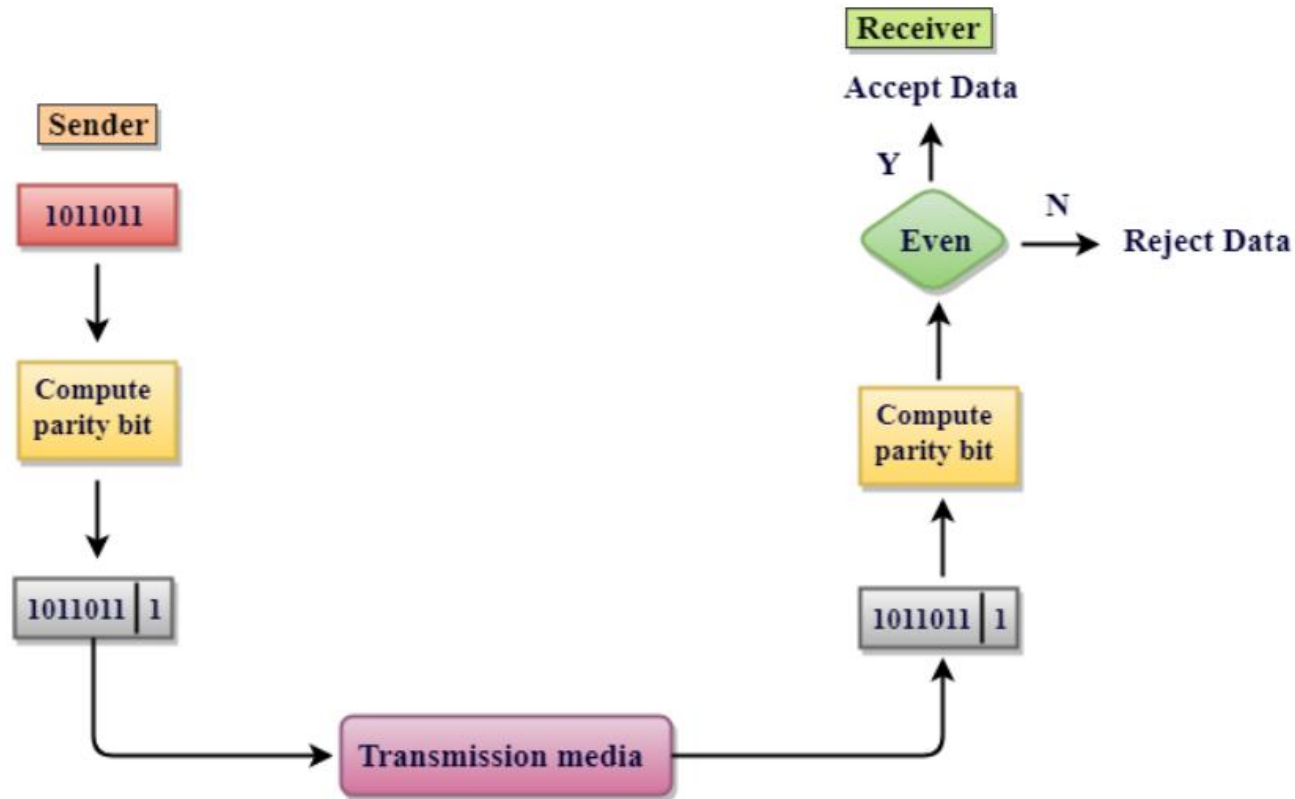 Sender
1011011
Compute
parity bit
1011011 | 1
Transmission media
Receiver
Accept Data
Y
N
Even
Reject Data
Compute
parity bit
1011011 | 1